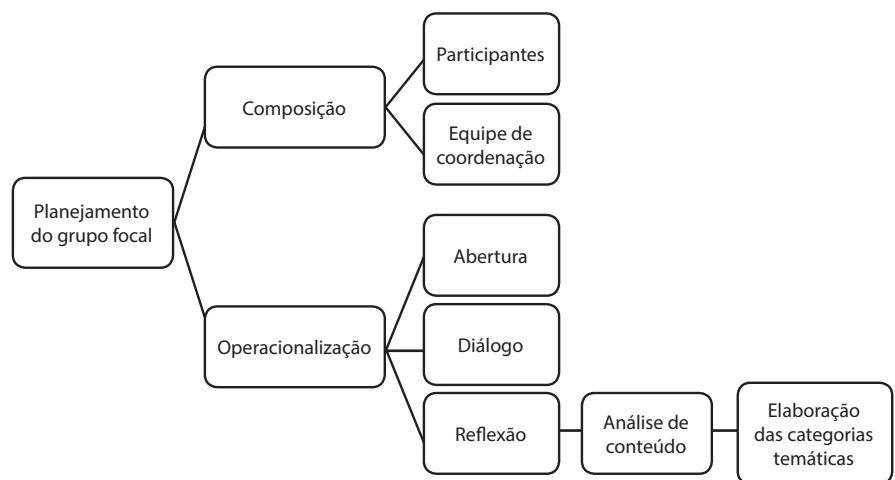 Planejamento
do grupo focal
Composição
Participantes
Equipe de
coordenação
Operacionalização
Abertura
Diálogo
Reflexão
Análise de
conteúdo
Elaboração
das categorias
temáticas